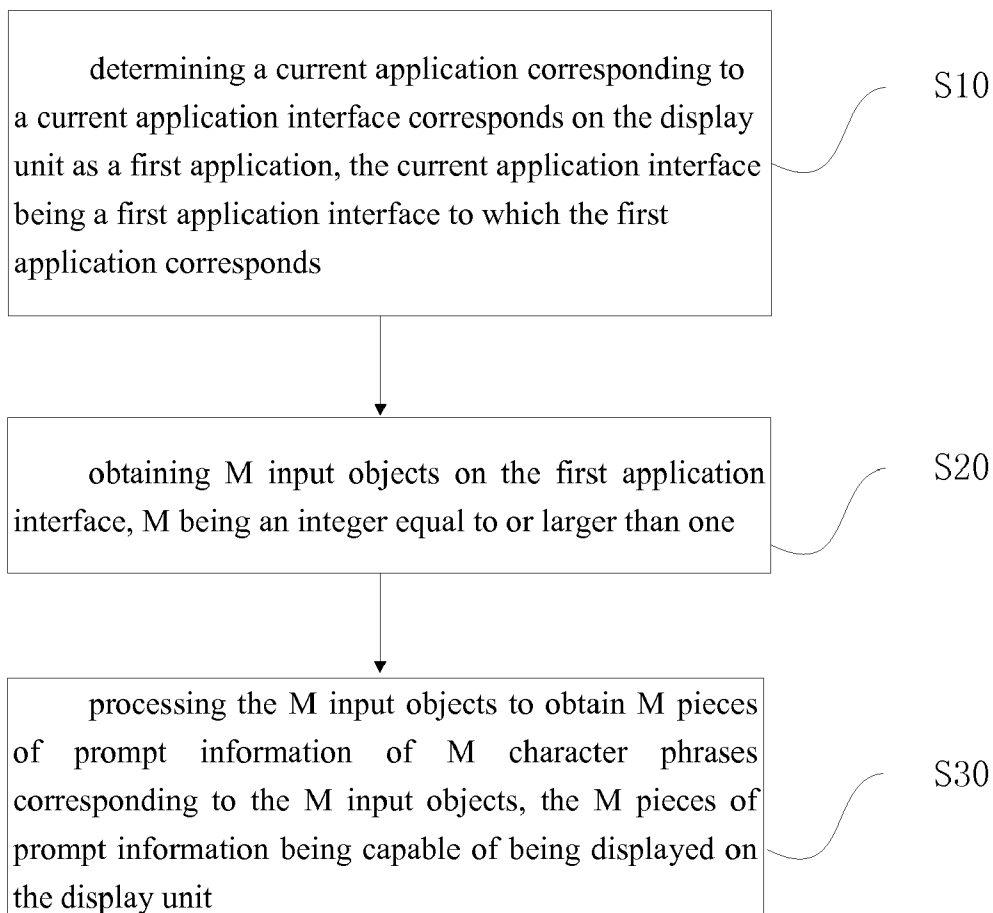 determining a current application corresponding to
a current application interface corresponds on the display
unit as a first application, the current application interface
being a first application interface to which the first
application corresponds
S10
obtaining M input objects on the first application
interface, M being an integer equal to or larger than one
S20
processing the M input objects to obtain M pieces
of prompt information of M character phrases
corresponding to the M input objects, the M pieces of
prompt information being capable of being displayed on
the display unit
S30